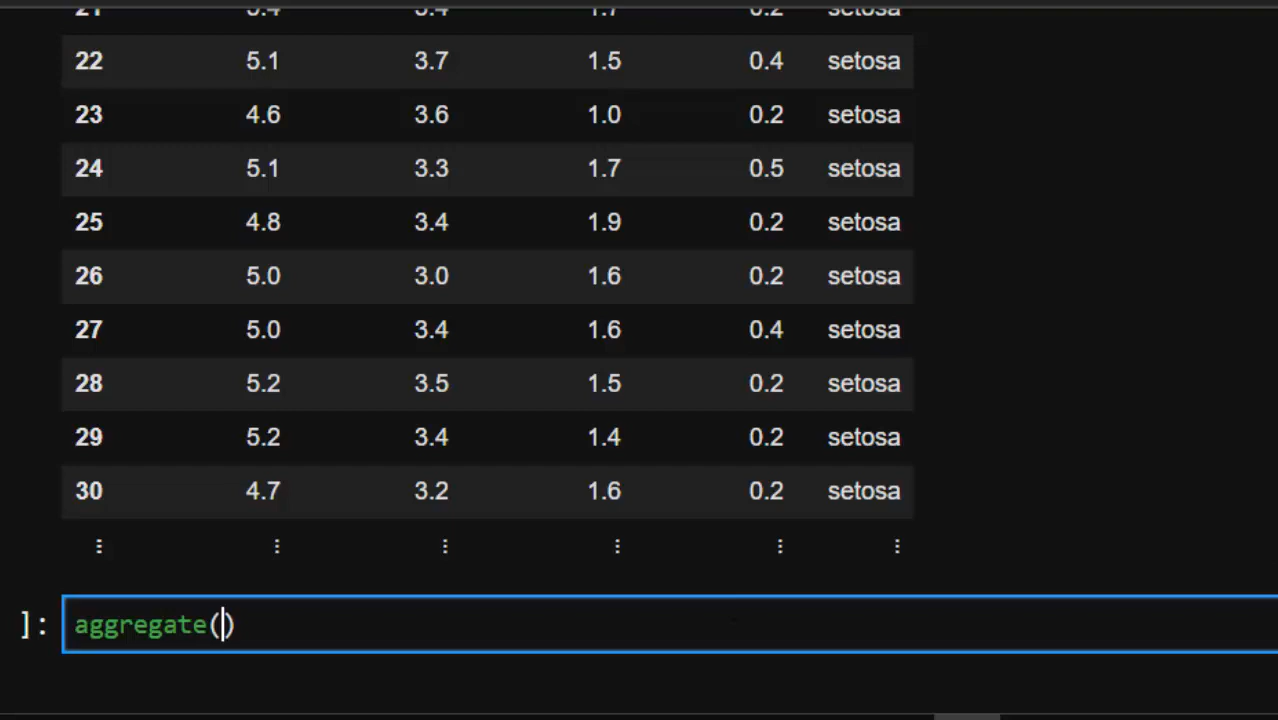 22 5.1 3.7 1.5 0.4 setosa
23 4.6 3.6 1.0 0.2 setosa
24 5.1 3.3 1.7 0.5 setosa
25 4.8 3.4 1.9 0.2 setosa
26 5.0 3.0 1.6 0.2 setosa
27 5.0 3.4 1.6 0.4 setosa
28 5.2 3.5 1.5 0.2 setosa
29 5.2 3.4 1.4 0.2 setosa
30 4.7 3.2 1.6 0.2 setosa
⋮ ⋮ ⋮ ⋮ ⋮ ⋮
]: aggregate()